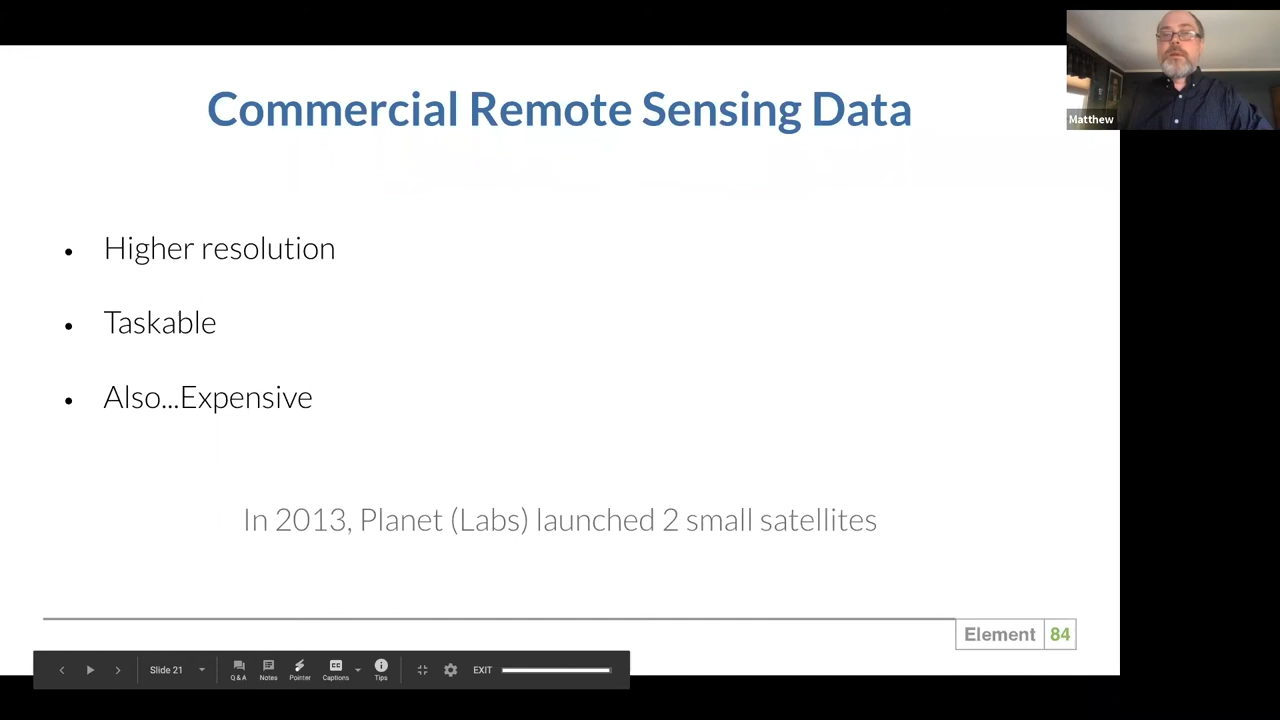 Commercial Remote Sensing Data
Matthew
• Higher resolution
• Taskable
• Also...Expensive
In 2013, Planet (Labs) launched 2 small satellites
Element 84
Slide 21
Q & A
Notes
Pointer
CC
Captions
Tips
EXIT